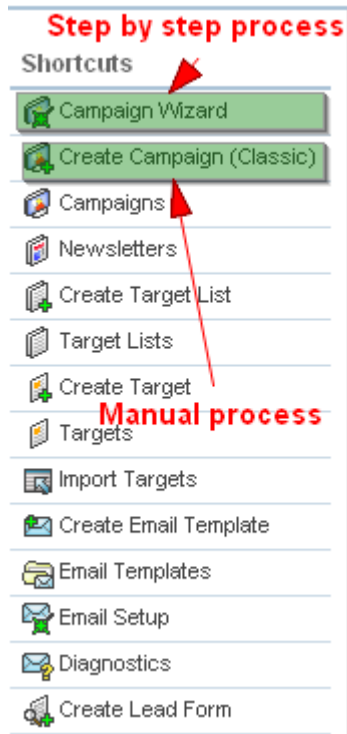 Step by step process
Shortcuts
Campaign Wizard
Create Campaign (Classic)
Campaigns
Newsletters
Create Target List
Target Lists
Create Target
Manual process
Targets
Import Targets
Create Email Template
Email Templates
Email Setup
Diagnostics
Create Lead Form